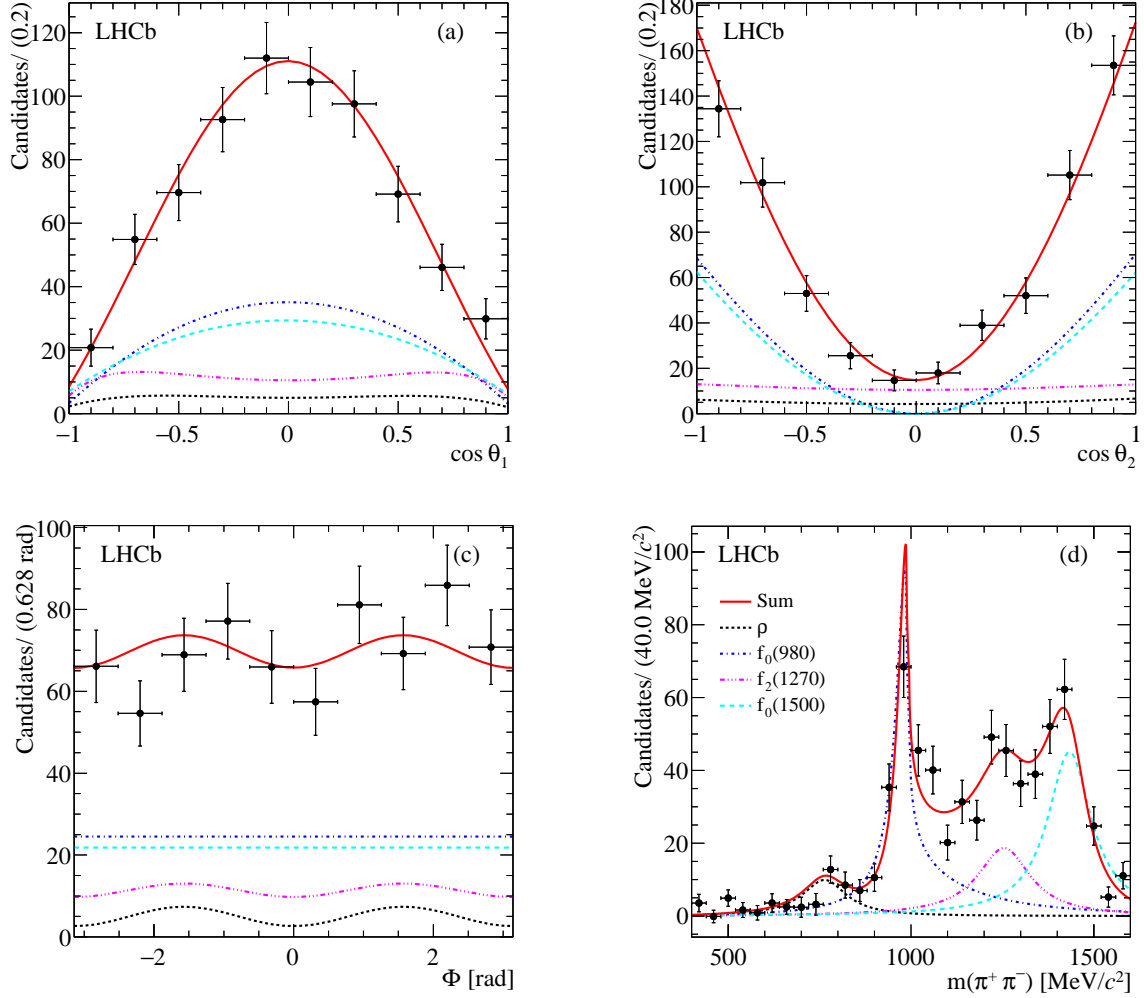 LHCb
(a)
Candidates/ (0.2)
0
20
40
60
80
100
120
−1
−0.5
0
0.5
1
cos θ₁
LHCb
(b)
Candidates/ (0.2)
0
20
40
60
80
100
120
140
160
180
−1
−0.5
0
0.5
1
cos θ₂
LHCb
(c)
Candidates/ (0.628 rad)
0
20
40
60
80
100
−2
0
2
Φ [rad]
LHCb
(d)
Candidates/ (40.0 MeV/c²)
0
20
40
60
80
100
Sum
ρ
f₀(980)
f₂(1270)
f₀(1500)
500
1000
1500
m(π⁺ π⁻) [MeV/c²]